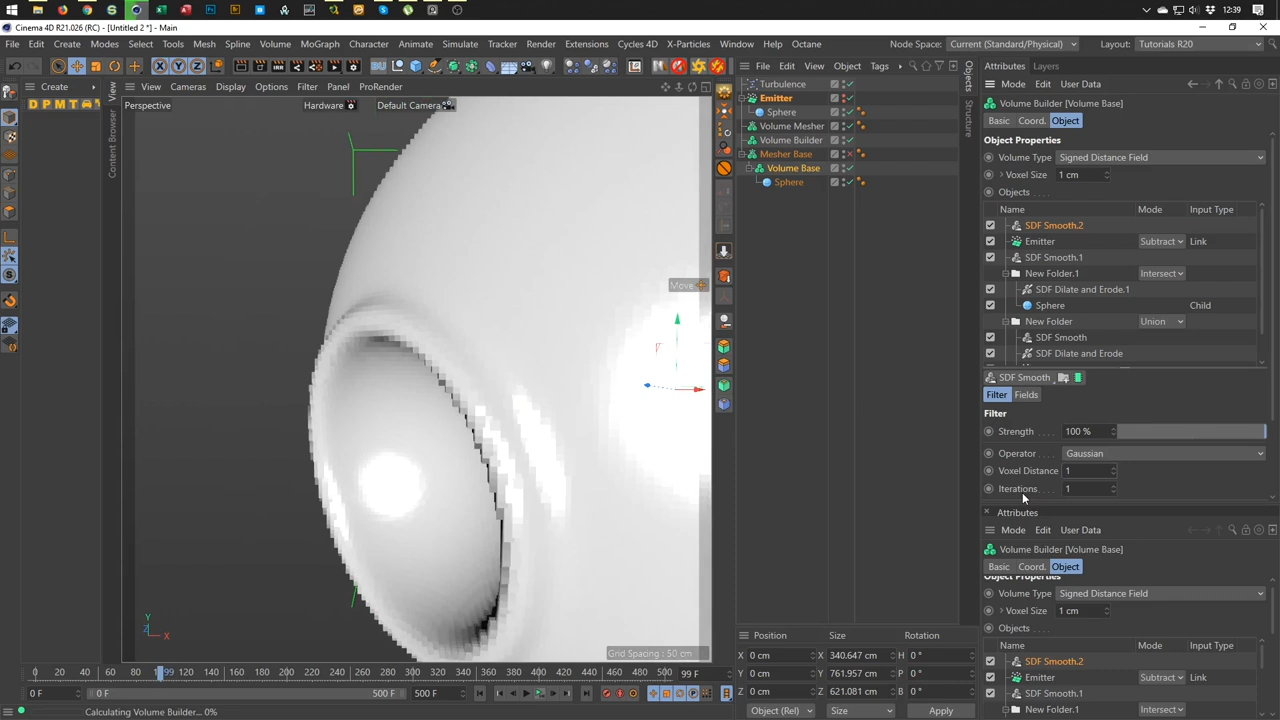 12:39
Cinema 4D R21.026 (RC) - [Untitled 2 *] - Main
File Edit Create Modes Select Tools Mesh Spline Volume MoGraph Character Animate Simulate Tracker Render Extensions Cycles 4D X-Particles Window Help Octane Node Space: Current (Standard/Physical) Layout: Tutorials R20
X Y Z IRR BU
Create View Cameras Display Options Filter Panel ProRender
File Edit View Object Tags
Attributes Layers
Mode Edit User Data
D P M T
Perspective Hardware Default Camera
View
Content Browser
Objects
Structure
Turbulence
Emitter
Sphere
Volume Mesher
Volume Builder
Mesher Base
Volume Base
Sphere
Volume Builder [Volume Base]
Basic Coord. Object
Object Properties
Volume Type Signed Distance Field
Voxel Size 1 cm
Objects
Name Mode Input Type
SDF Smooth.2
Emitter Subtract Link
SDF Smooth.1
New Folder.1 Intersect
SDF Dilate and Erode.1
Sphere Child
New Folder Union
SDF Smooth
SDF Dilate and Erode
SDF Smooth
Filter Fields
Filter
Strength 100 %
Operator Gaussian
Voxel Distance 1
Iterations 1
Attributes
Mode Edit User Data
Volume Builder [Volume Base]
Basic Coord. Object
Object Properties
Volume Type Signed Distance Field
Voxel Size 1 cm
Objects
Name Mode Input Type
SDF Smooth.2
Emitter Subtract Link
SDF Smooth.1
New Folder.1 Intersect
Move
Y
Z X
Grid Spacing : 50 cm
0 20 40 60 80 99 120 140 160 180 200 220 240 260 280 300 320 340 360 380 400 420 440 460 480 500 99 F
0 F 0 F 500 F 500 F
Position Size Rotation
X 0 cm X 340.647 cm H 0 °
Y 0 cm Y 761.957 cm P 0 °
Z 0 cm Z 621.081 cm B 0 °
Object (Rel) Size Apply
Calculating Volume Builder... 0%